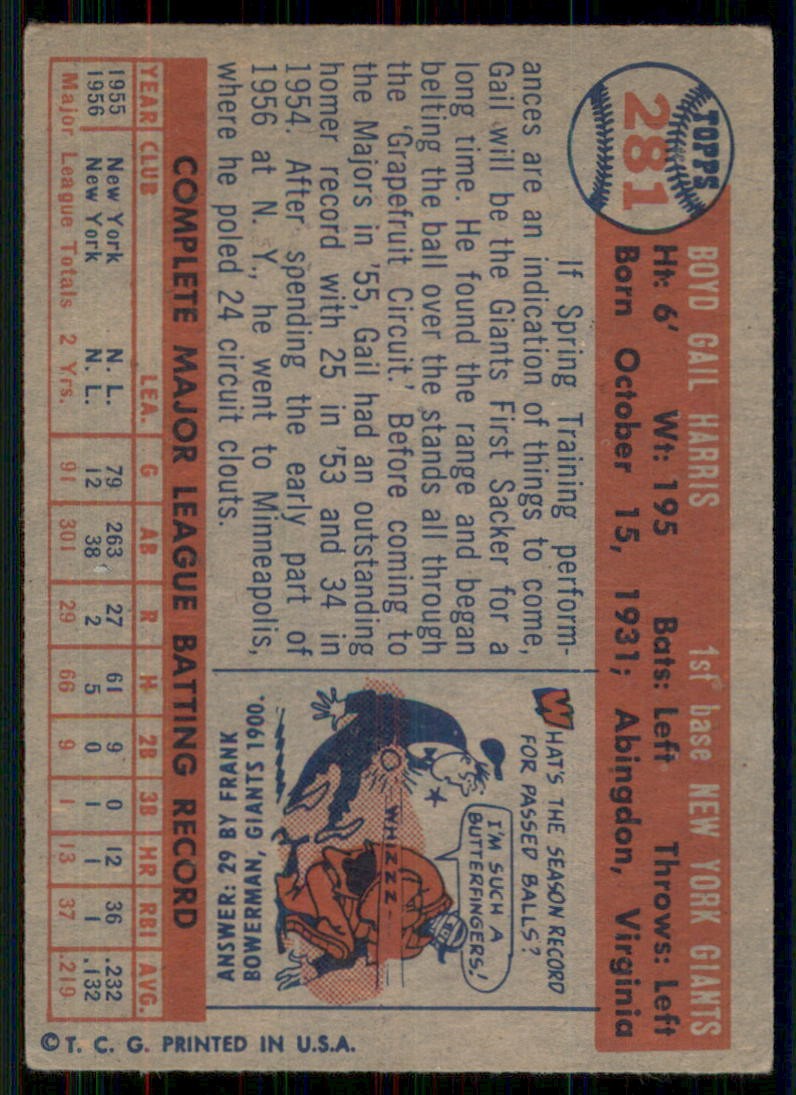 TOPPS
281
BOYD GAIL HARRIS 1st base NEW YORK GIANTS
Ht: 6' Wt: 195 Bats: Left Throws: Left
Born October 15, 1931; Abingdon, Virginia
If Spring Training perform-
ances are an indication of things to come,
Gail will be the Giants First Sacker for a
long time. He found the range and began
belting the ball over the stands all through
the 'Grapefruit Circuit.' Before coming to
the Majors in '55, Gail had an outstanding
homer record with 25 in '53 and 34 in
1954. After spending the early part of
1956 at N. Y., he went to Minneapolis,
where he poled 24 circuit clouts.
WHAT'S THE SEASON RECORD
FOR PASSED BALLS?
I'M SUCH A
BUTTERFINGERS!
WHIZZZ-
ANSWER: 29 BY FRANK
BOWERMAN, GIANTS 1900.
COMPLETE MAJOR LEAGUE BATTING RECORD
YEAR CLUB LEA. G AB R H 2B 3B HR RBI AVG.
1955 New York N. L. 79 263 27 61 9 0 12 36 .232
1956 New York N. L. 12 38 2 5 0 1 1 1 .132
Major League Totals 2 Yrs. 91 301 29 66 9 1 13 37 .219
© T. C. G. PRINTED IN U.S.A.